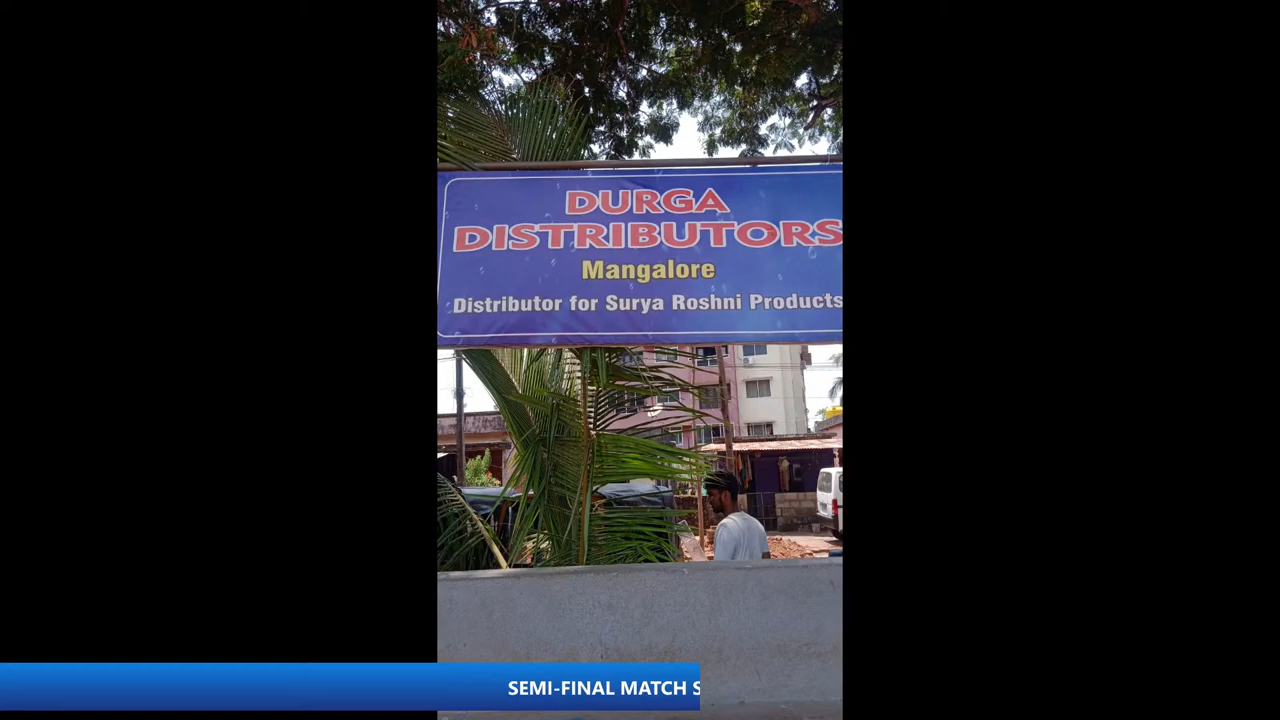 DURGA
DISTRIBUTORS
Mangalore
Distributor for Surya Roshni Products
SEMI-FINAL MATCH S